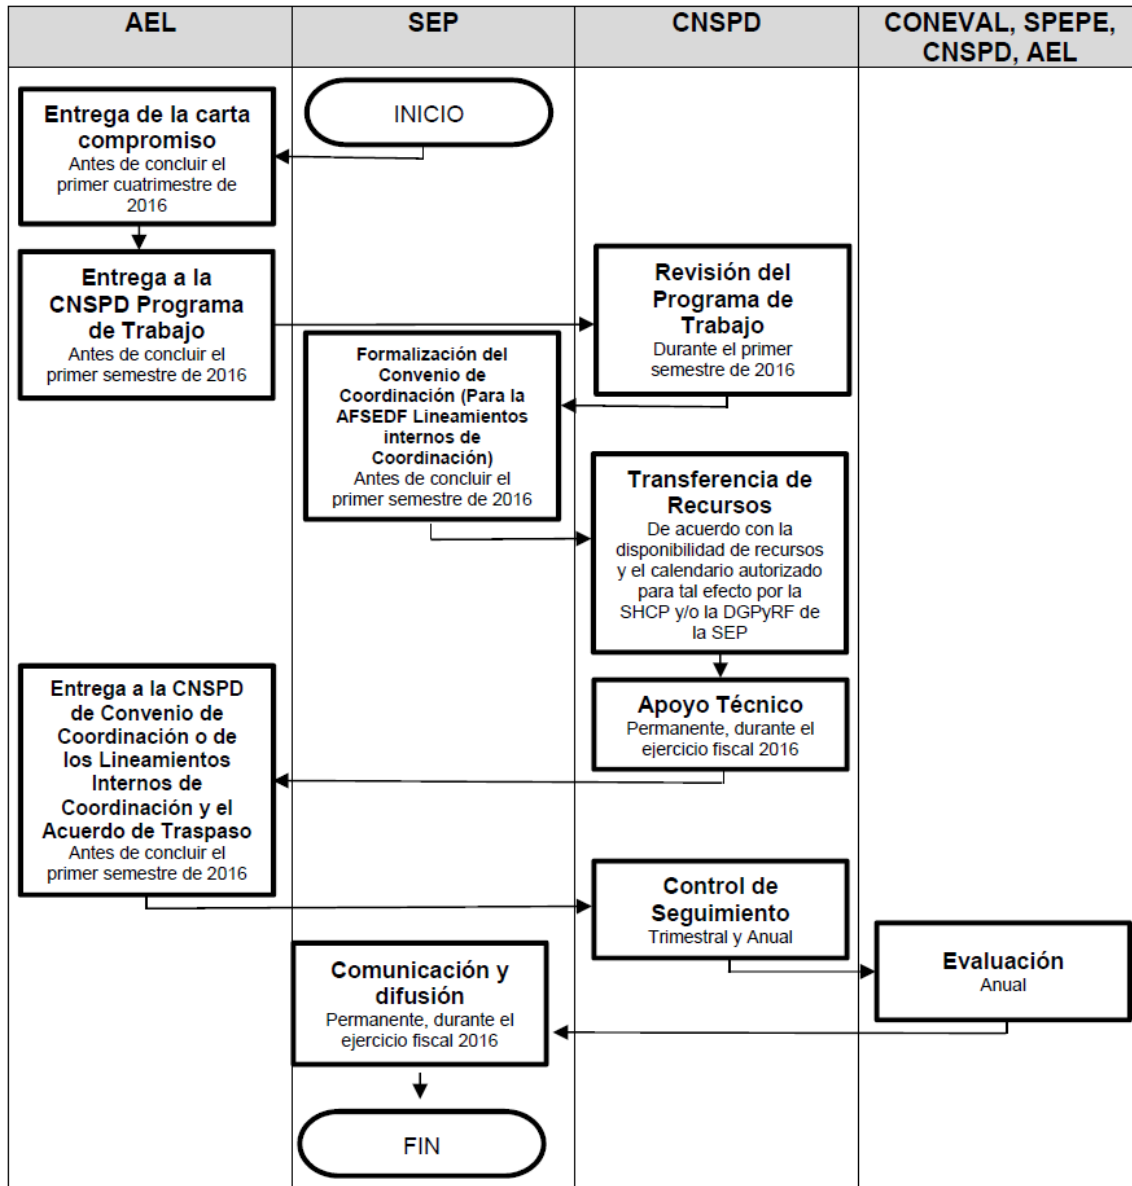 AEL
SEP
CNSPD
CONEVAL, SPEPE,
CNSPD, AEL
INICIO
Entrega de la carta
compromiso
Antes de concluir el
primer cuatrimestre de
2016
Entrega a la
CNSPD Programa
de Trabajo
Antes de concluir el
primer semestre de 2016
Revisión del
Programa de
Trabajo
Durante el primer
semestre de 2016
Formalización del
Convenio de
Coordinación (Para la
AFSEDF Lineamientos
internos de
Coordinación)
Antes de concluir el
primer semestre de 2016
Transferencia de
Recursos
De acuerdo con la
disponibilidad de recursos
y el calendario autorizado
para tal efecto por la
SHCP y/o la DGPyRF de
la SEP
Apoyo Técnico
Permanente, durante el
ejercicio fiscal 2016
Entrega a la CNSPD
de Convenio de
Coordinación o de
los Lineamientos
Internos de
Coordinación y el
Acuerdo de Traspaso
Antes de concluir el
primer semestre de 2016
Control de
Seguimiento
Trimestral y Anual
Evaluación
Anual
Comunicación y
difusión
Permanente, durante el
ejercicio fiscal 2016
FIN